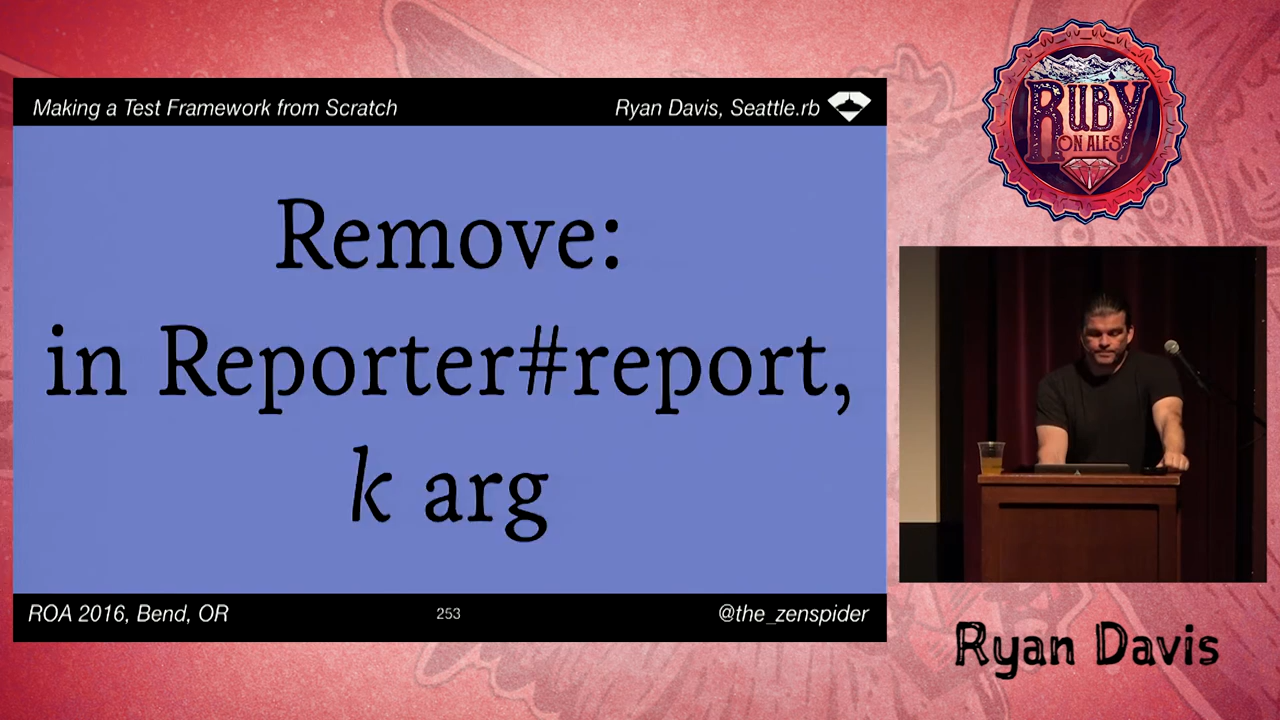 Making a Test Framework from Scratch
Ryan Davis, Seattle.rb
RUBY
ON ALES
Remove:
in Reporter#report,
k arg
ROA 2016, Bend, OR
253
@the_zenspider
Ryan Davis